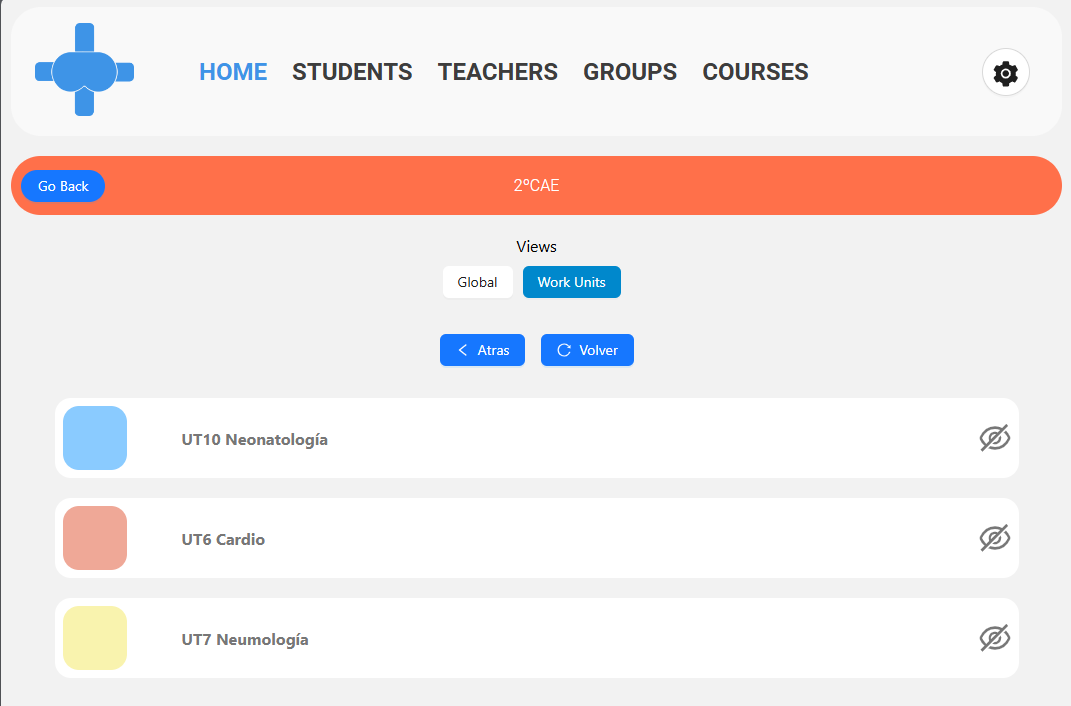 HOME STUDENTS TEACHERS GROUPS COURSES
Go Back 2ºCAE
Views
Global Work Units
Atras Volver
UT10 Neonatología
UT6 Cardio
UT7 Neumología